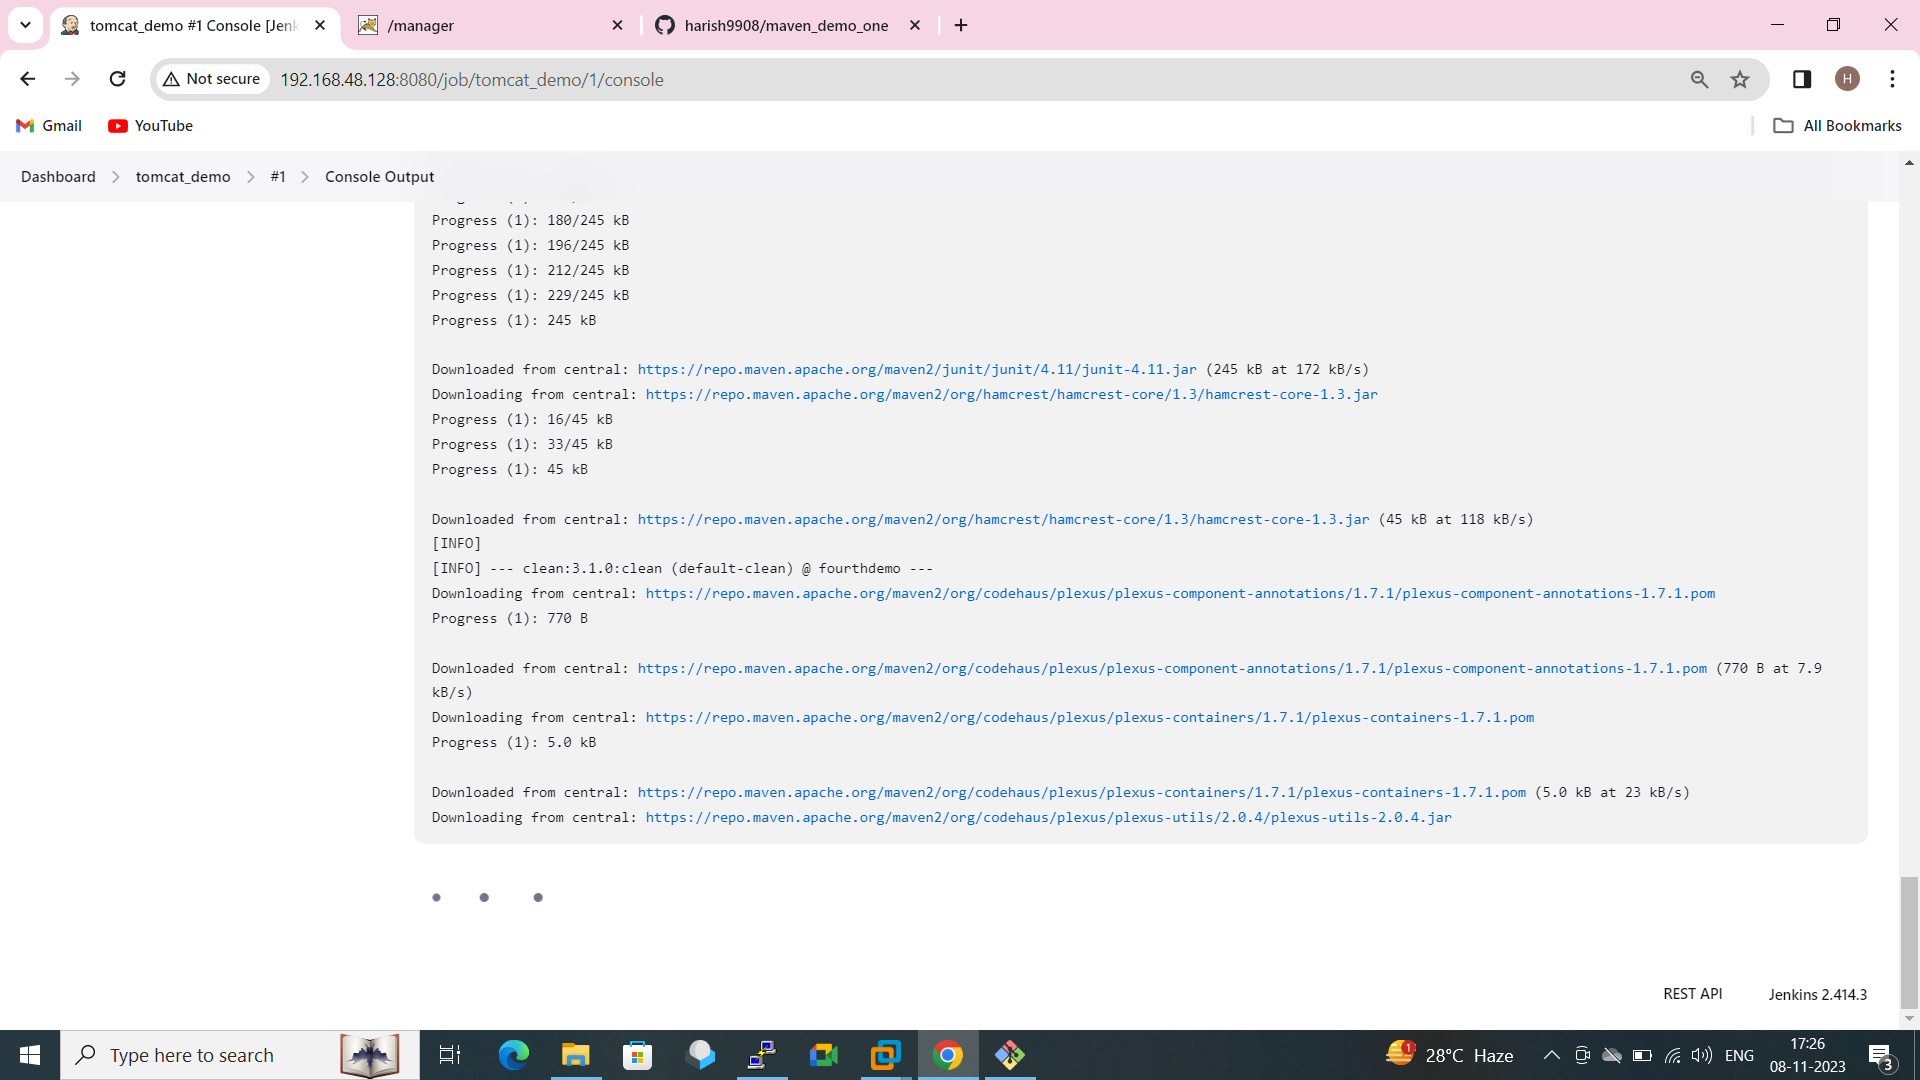 tomcat_demo #1 Console [Jenk
/manager
harish9908/maven_demo_one
Not secure
192.168.48.128:8080/job/tomcat_demo/1/console
H
Gmail
YouTube
All Bookmarks
Dashboard
tomcat_demo
#1
Console Output
Progress (1): 180/245 kB
Progress (1): 196/245 kB
Progress (1): 212/245 kB
Progress (1): 229/245 kB
Progress (1): 245 kB
Downloaded from central: https://repo.maven.apache.org/maven2/junit/junit/4.11/junit-4.11.jar (245 kB at 172 kB/s)
Downloading from central: https://repo.maven.apache.org/maven2/org/hamcrest/hamcrest-core/1.3/hamcrest-core-1.3.jar
Progress (1): 16/45 kB
Progress (1): 33/45 kB
Progress (1): 45 kB
Downloaded from central: https://repo.maven.apache.org/maven2/org/hamcrest/hamcrest-core/1.3/hamcrest-core-1.3.jar (45 kB at 118 kB/s)
[INFO]
[INFO] --- clean:3.1.0:clean (default-clean) @ fourthdemo ---
Downloading from central: https://repo.maven.apache.org/maven2/org/codehaus/plexus/plexus-component-annotations/1.7.1/plexus-component-annotations-1.7.1.pom
Progress (1): 770 B
Downloaded from central: https://repo.maven.apache.org/maven2/org/codehaus/plexus/plexus-component-annotations/1.7.1/plexus-component-annotations-1.7.1.pom (770 B at 7.9
kB/s)
Downloading from central: https://repo.maven.apache.org/maven2/org/codehaus/plexus/plexus-containers/1.7.1/plexus-containers-1.7.1.pom
Progress (1): 5.0 kB
Downloaded from central: https://repo.maven.apache.org/maven2/org/codehaus/plexus/plexus-containers/1.7.1/plexus-containers-1.7.1.pom (5.0 kB at 23 kB/s)
Downloading from central: https://repo.maven.apache.org/maven2/org/codehaus/plexus/plexus-utils/2.0.4/plexus-utils-2.0.4.jar
REST API
Jenkins 2.414.3
Type here to search
1
28°C Haze
ENG
17:26
08-11-2023
3